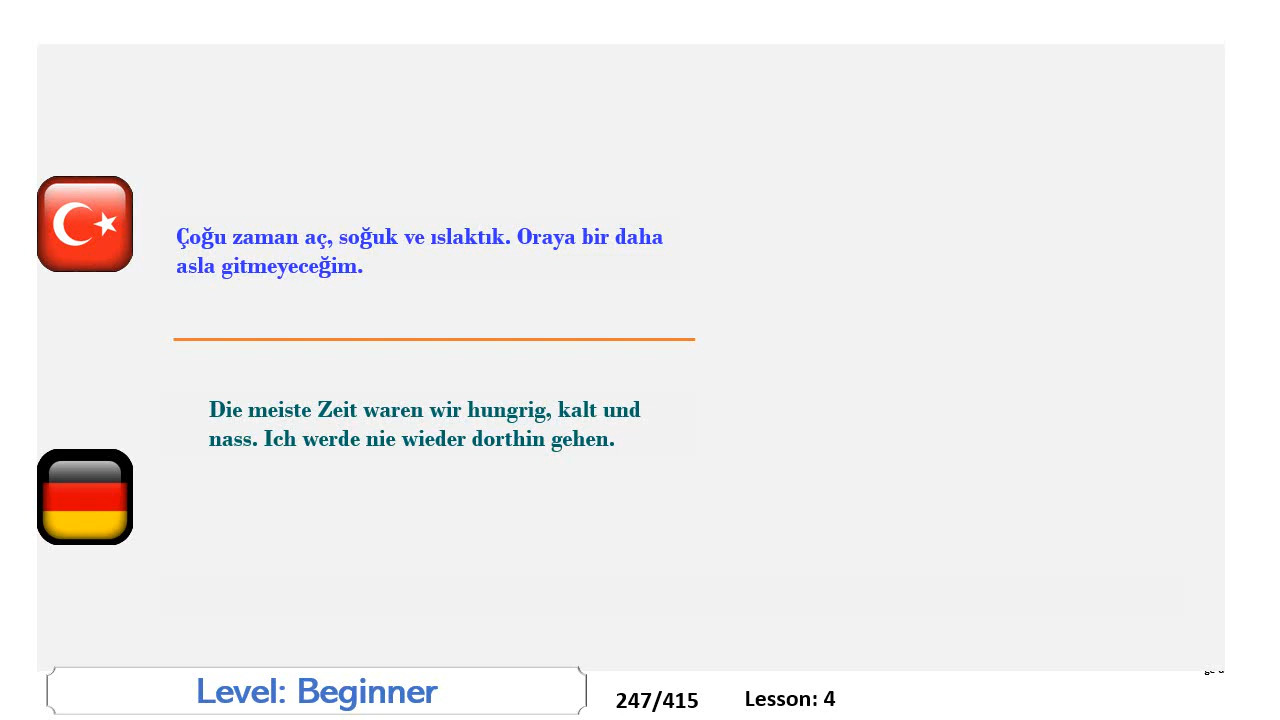 Çoğu zaman aç, soğuk ve ıslaktık. Oraya bir daha
asla gitmeyeceğim.
Die meiste Zeit waren wir hungrig, kalt und
nass. Ich werde nie wieder dorthin gehen.
Level: Beginner
247/415
Lesson: 4